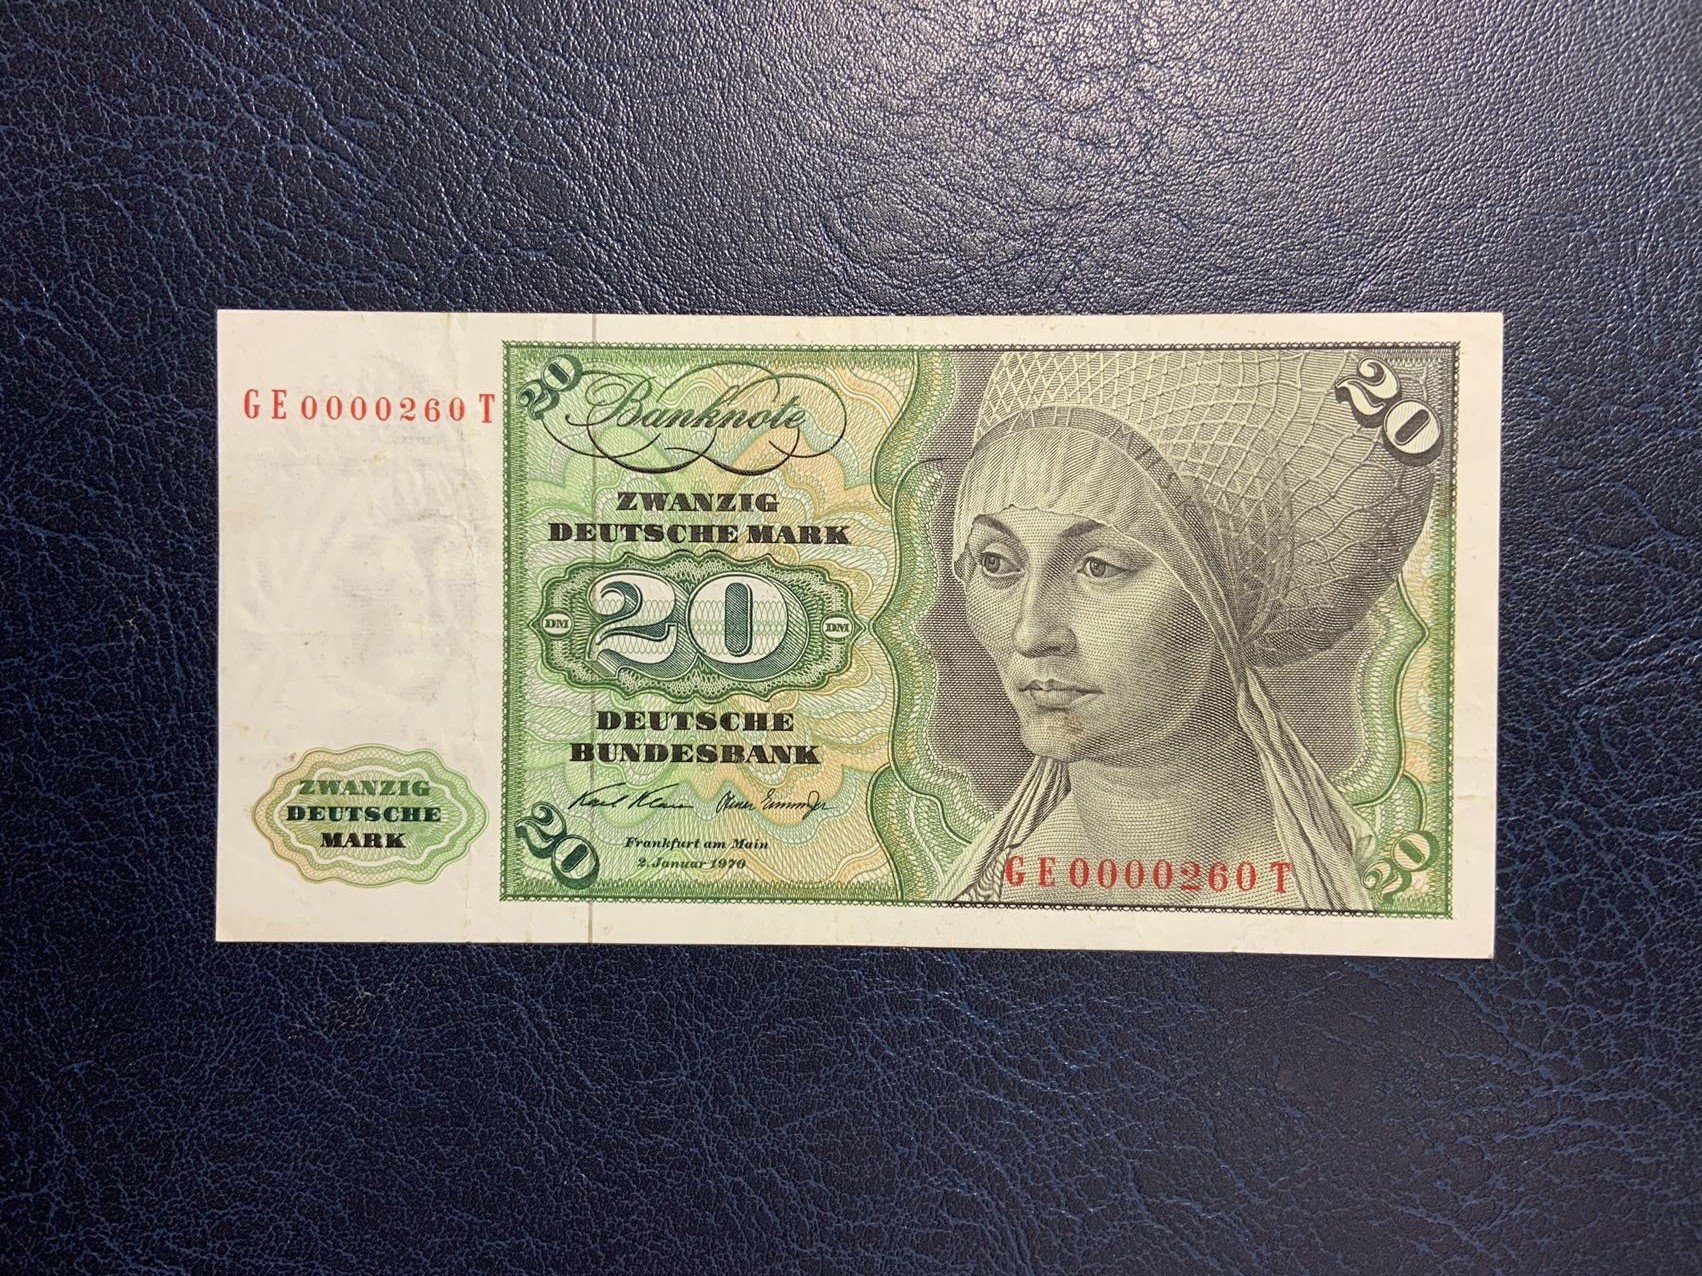 GE0000260T
20
Banknote
20
ZWANZIG
DEUTSCHE MARK
DM
20
DM
DEUTSCHE
BUNDESBANK
ZWANZIG
DEUTSCHE
MARK
20
Frankfurt am Main
2. Januar 1970
GE0000260T
20